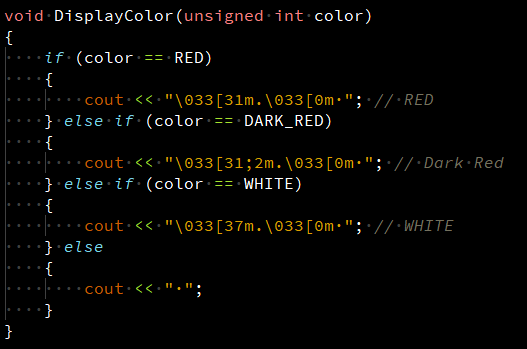 void DisplayColor(unsigned int color)
{
    if (color == RED)
    {
        cout << "\033[31m.\033[0m "; // RED
    } else if (color == DARK_RED)
    {
        cout << "\033[31;2m.\033[0m "; // Dark Red
    } else if (color == WHITE)
    {
        cout << "\033[37m.\033[0m "; // WHITE
    } else
    {
        cout << " ";
    }
}